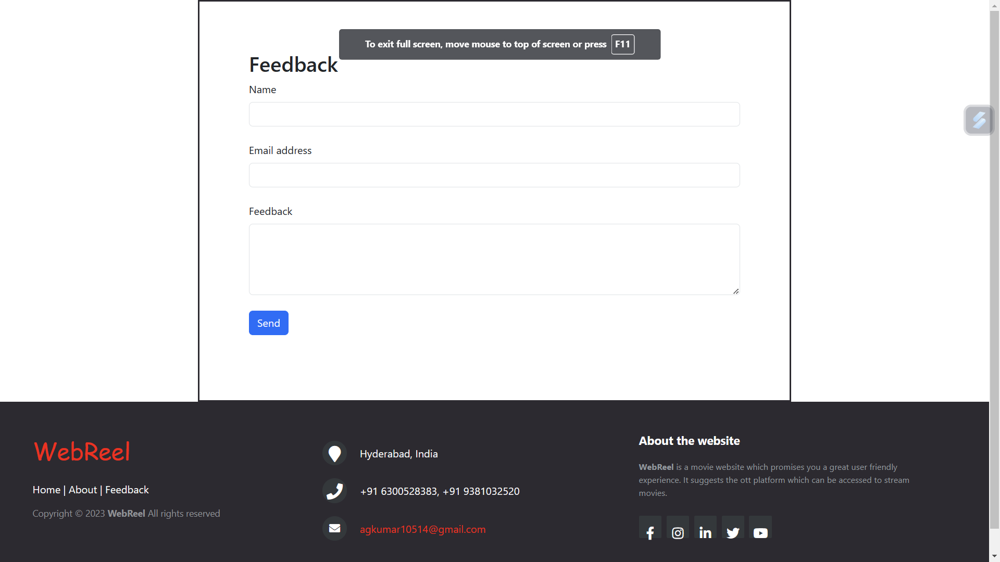 To exit full screen, move mouse to top of screen or press F11
Feedback
Name
Email address
Feedback
Send
WebReel
Home | About | Feedback
Copyright © 2023 WebReel All rights reserved
Hyderabad, India
+91 6300528383, +91 9381032520
agkumar10514@gmail.com
About the website
WebReel is a movie website which promises you a great user friendly
experience. It suggests the ott platform which can be accessed to stream
movies.